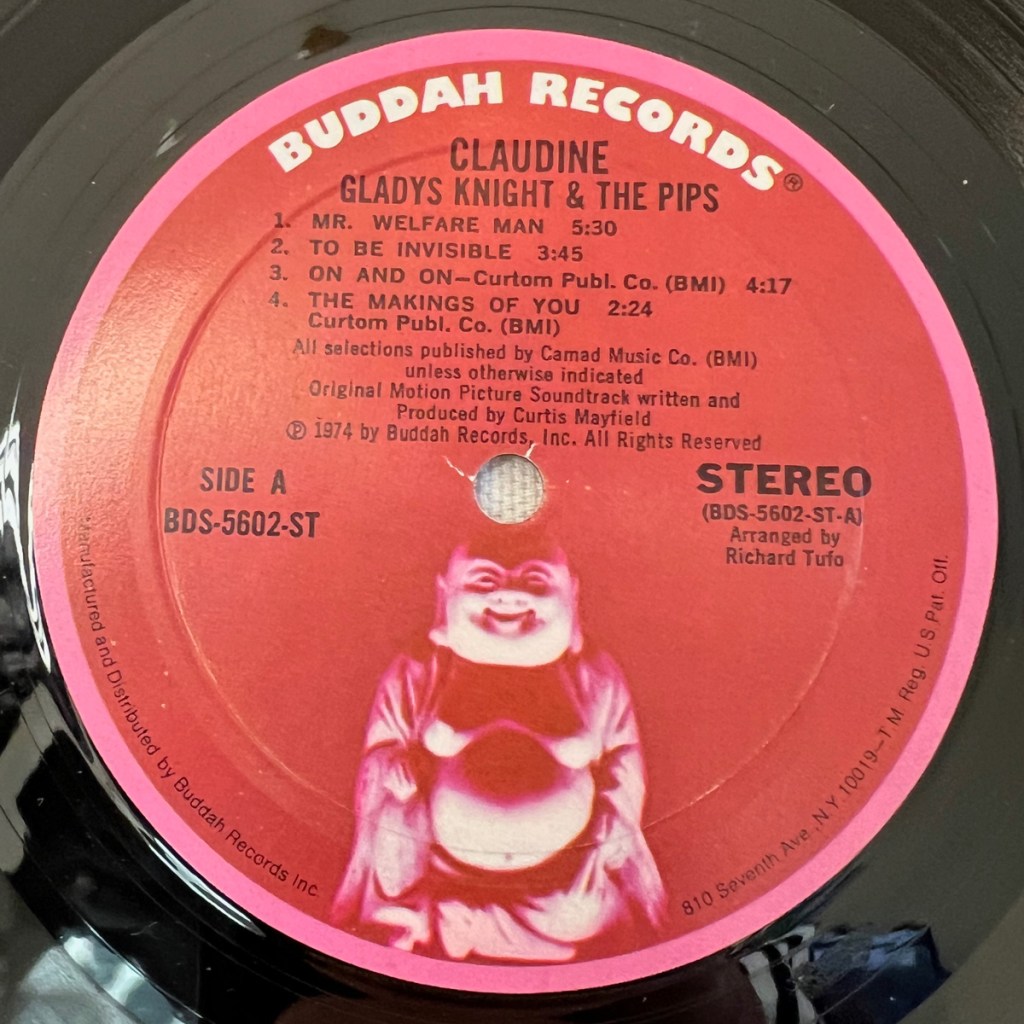 BUDDAH RECORDS®
CLAUDINE
GLADYS KNIGHT & THE PIPS
1. MR. WELFARE MAN 5:30
2. TO BE INVISIBLE 3:45
3. ON AND ON—Curtom Publ. Co. (BMI) 4:17
4. THE MAKINGS OF YOU 2:24
Curtom Publ. Co. (BMI)
All selections published by Camad Music Co. (BMI)
unless otherwise indicated
Original Motion Picture Soundtrack written and
Produced by Curtis Mayfield
℗ 1974 by Buddah Records, Inc. All Rights Reserved
SIDE A
BDS-5602-ST
STEREO
(BDS-5602-ST-A)
Arranged by
Richard Tufo
Manufactured and Distributed by Buddah Records Inc.
810 Seventh Ave., N.Y. 10019—T.M. Reg. U.S. Pat. Off.